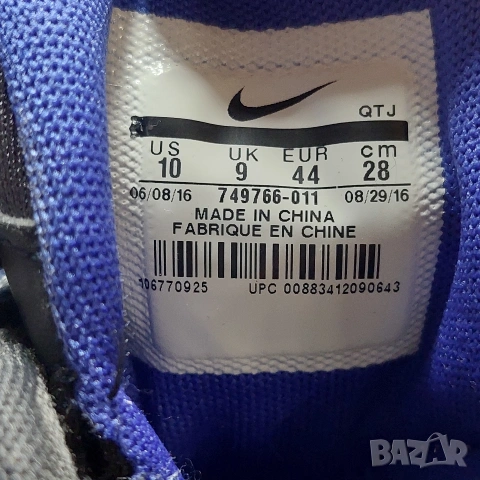 QTJ
US UK EUR cm
10 9 44 28
06/08/16 749766-011 08/29/16
MADE IN CHINA
FABRIQUE EN CHINE
106770925 UPC 00883412090643
BAZAR